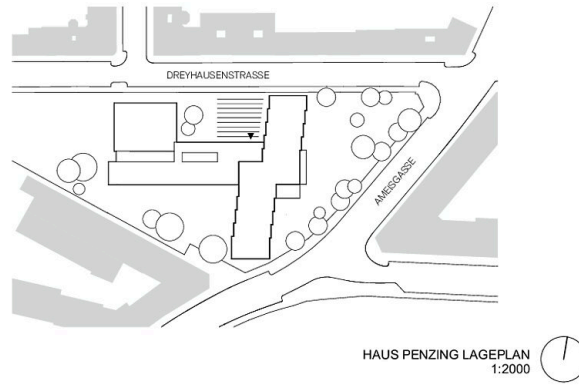 DREYHAUSENSTRASSE
AMEISGASSE
HAUS PENZING LAGEPLAN
1:2000